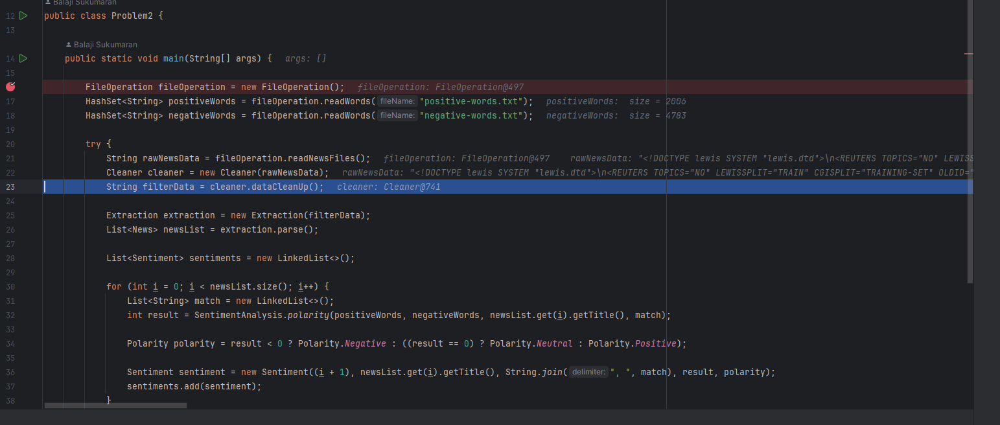 Balaji Sukumaran
12 public class Problem2 {
13
Balaji Sukumaran
14 public static void main(String[] args) { args: []
15
FileOperation fileOperation = new FileOperation(); fileOperation: FileOperation@497
17 HashSet<String> positiveWords = fileOperation.readWords( fileName: "positive-words.txt"); positiveWords: size = 2006
18 HashSet<String> negativeWords = fileOperation.readWords( fileName: "negative-words.txt"); negativeWords: size = 4783
19
20 try {
21 String rawNewsData = fileOperation.readNewsFiles(); fileOperation: FileOperation@497 rawNewsData: "<!DOCTYPE lewis SYSTEM "lewis.dtd">\n<REUTERS TOPICS="NO" LEWISS
22 Cleaner cleaner = new Cleaner(rawNewsData); rawNewsData: "<!DOCTYPE lewis SYSTEM "lewis.dtd">\n<REUTERS TOPICS="NO" LEWISSPLIT="TRAIN" CGISPLIT="TRAINING-SET" OLDID="
23 String filterData = cleaner.dataCleanUp(); cleaner: Cleaner@741
24
25 Extraction extraction = new Extraction(filterData);
26 List<News> newsList = extraction.parse();
27
28 List<Sentiment> sentiments = new LinkedList<>();
29
30 for (int i = 0; i < newsList.size(); i++) {
31 List<String> match = new LinkedList<>();
32 int result = SentimentAnalysis.polarity(positiveWords, negativeWords, newsList.get(i).getTitle(), match);
33
34 Polarity polarity = result < 0 ? Polarity.Negative : ((result == 0) ? Polarity.Neutral : Polarity.Positive);
35
36 Sentiment sentiment = new Sentiment((i + 1), newsList.get(i).getTitle(), String.join( delimiter: ", ", match), result, polarity);
37 sentiments.add(sentiment);
38 }